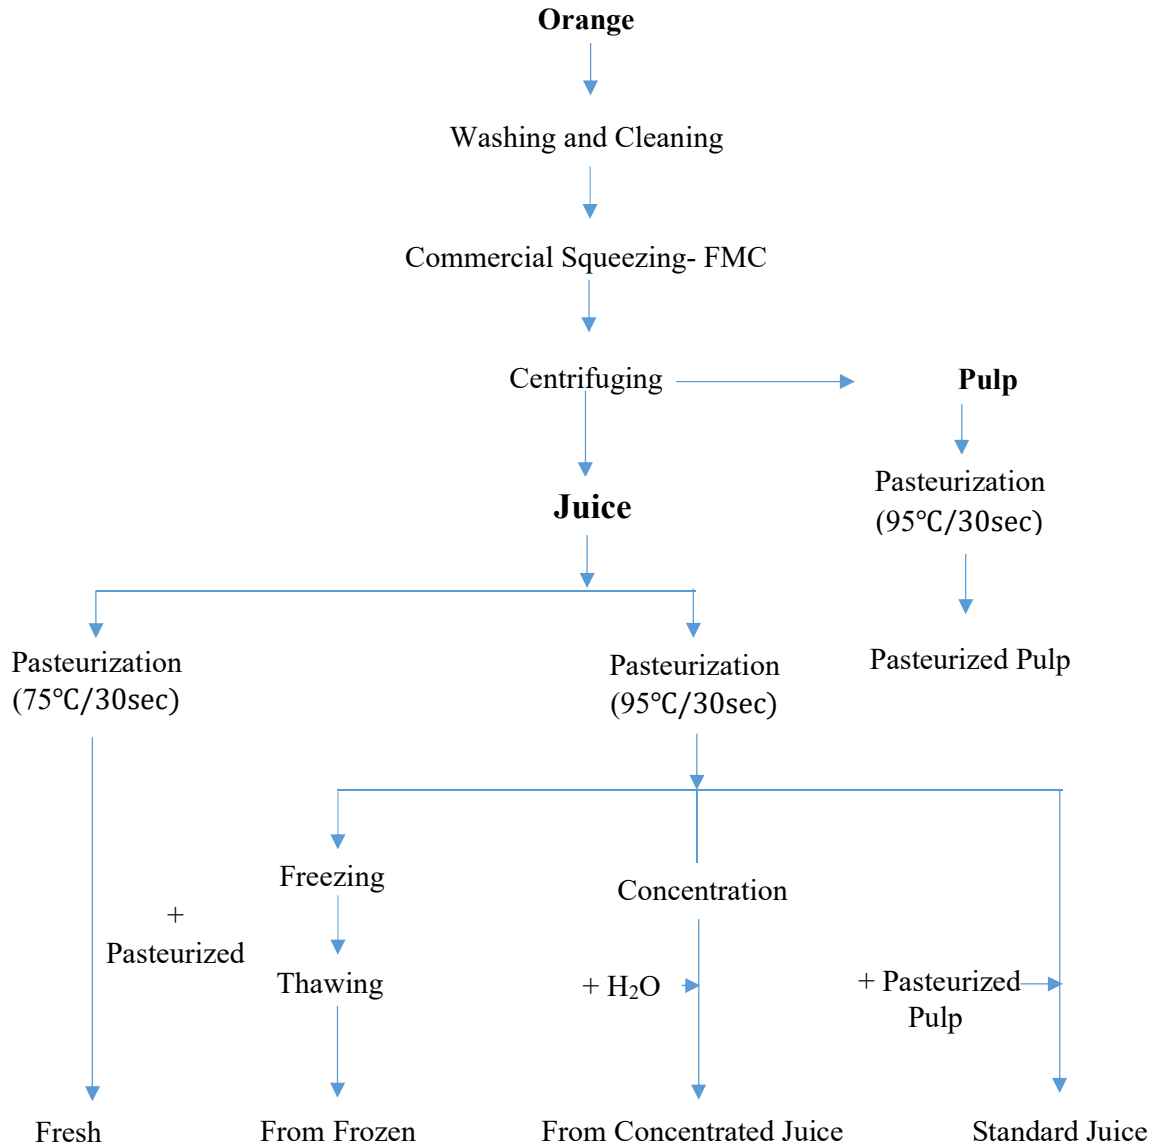 Orange
Washing and Cleaning
Commercial Squeezing- FMC
Centrifuging
Pulp
Juice
Pasteurization
(95℃/30sec)
Pasteurized Pulp
Pasteurization
(75℃/30sec)
Pasteurization
(95℃/30sec)
Freezing
Concentration
+
Pasteurized
Thawing
+ H₂O
+ Pasteurized
Pulp
Fresh
From Frozen
From Concentrated Juice
Standard Juice